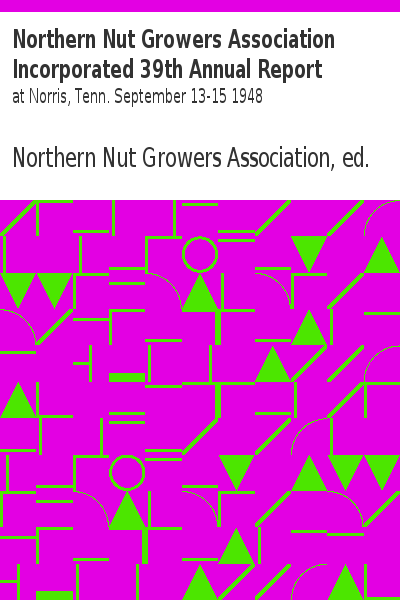 Northern Nut Growers Association
Incorporated 39th Annual Report
at Norris, Tenn. September 13-15 1948
Northern Nut Growers Association, ed.